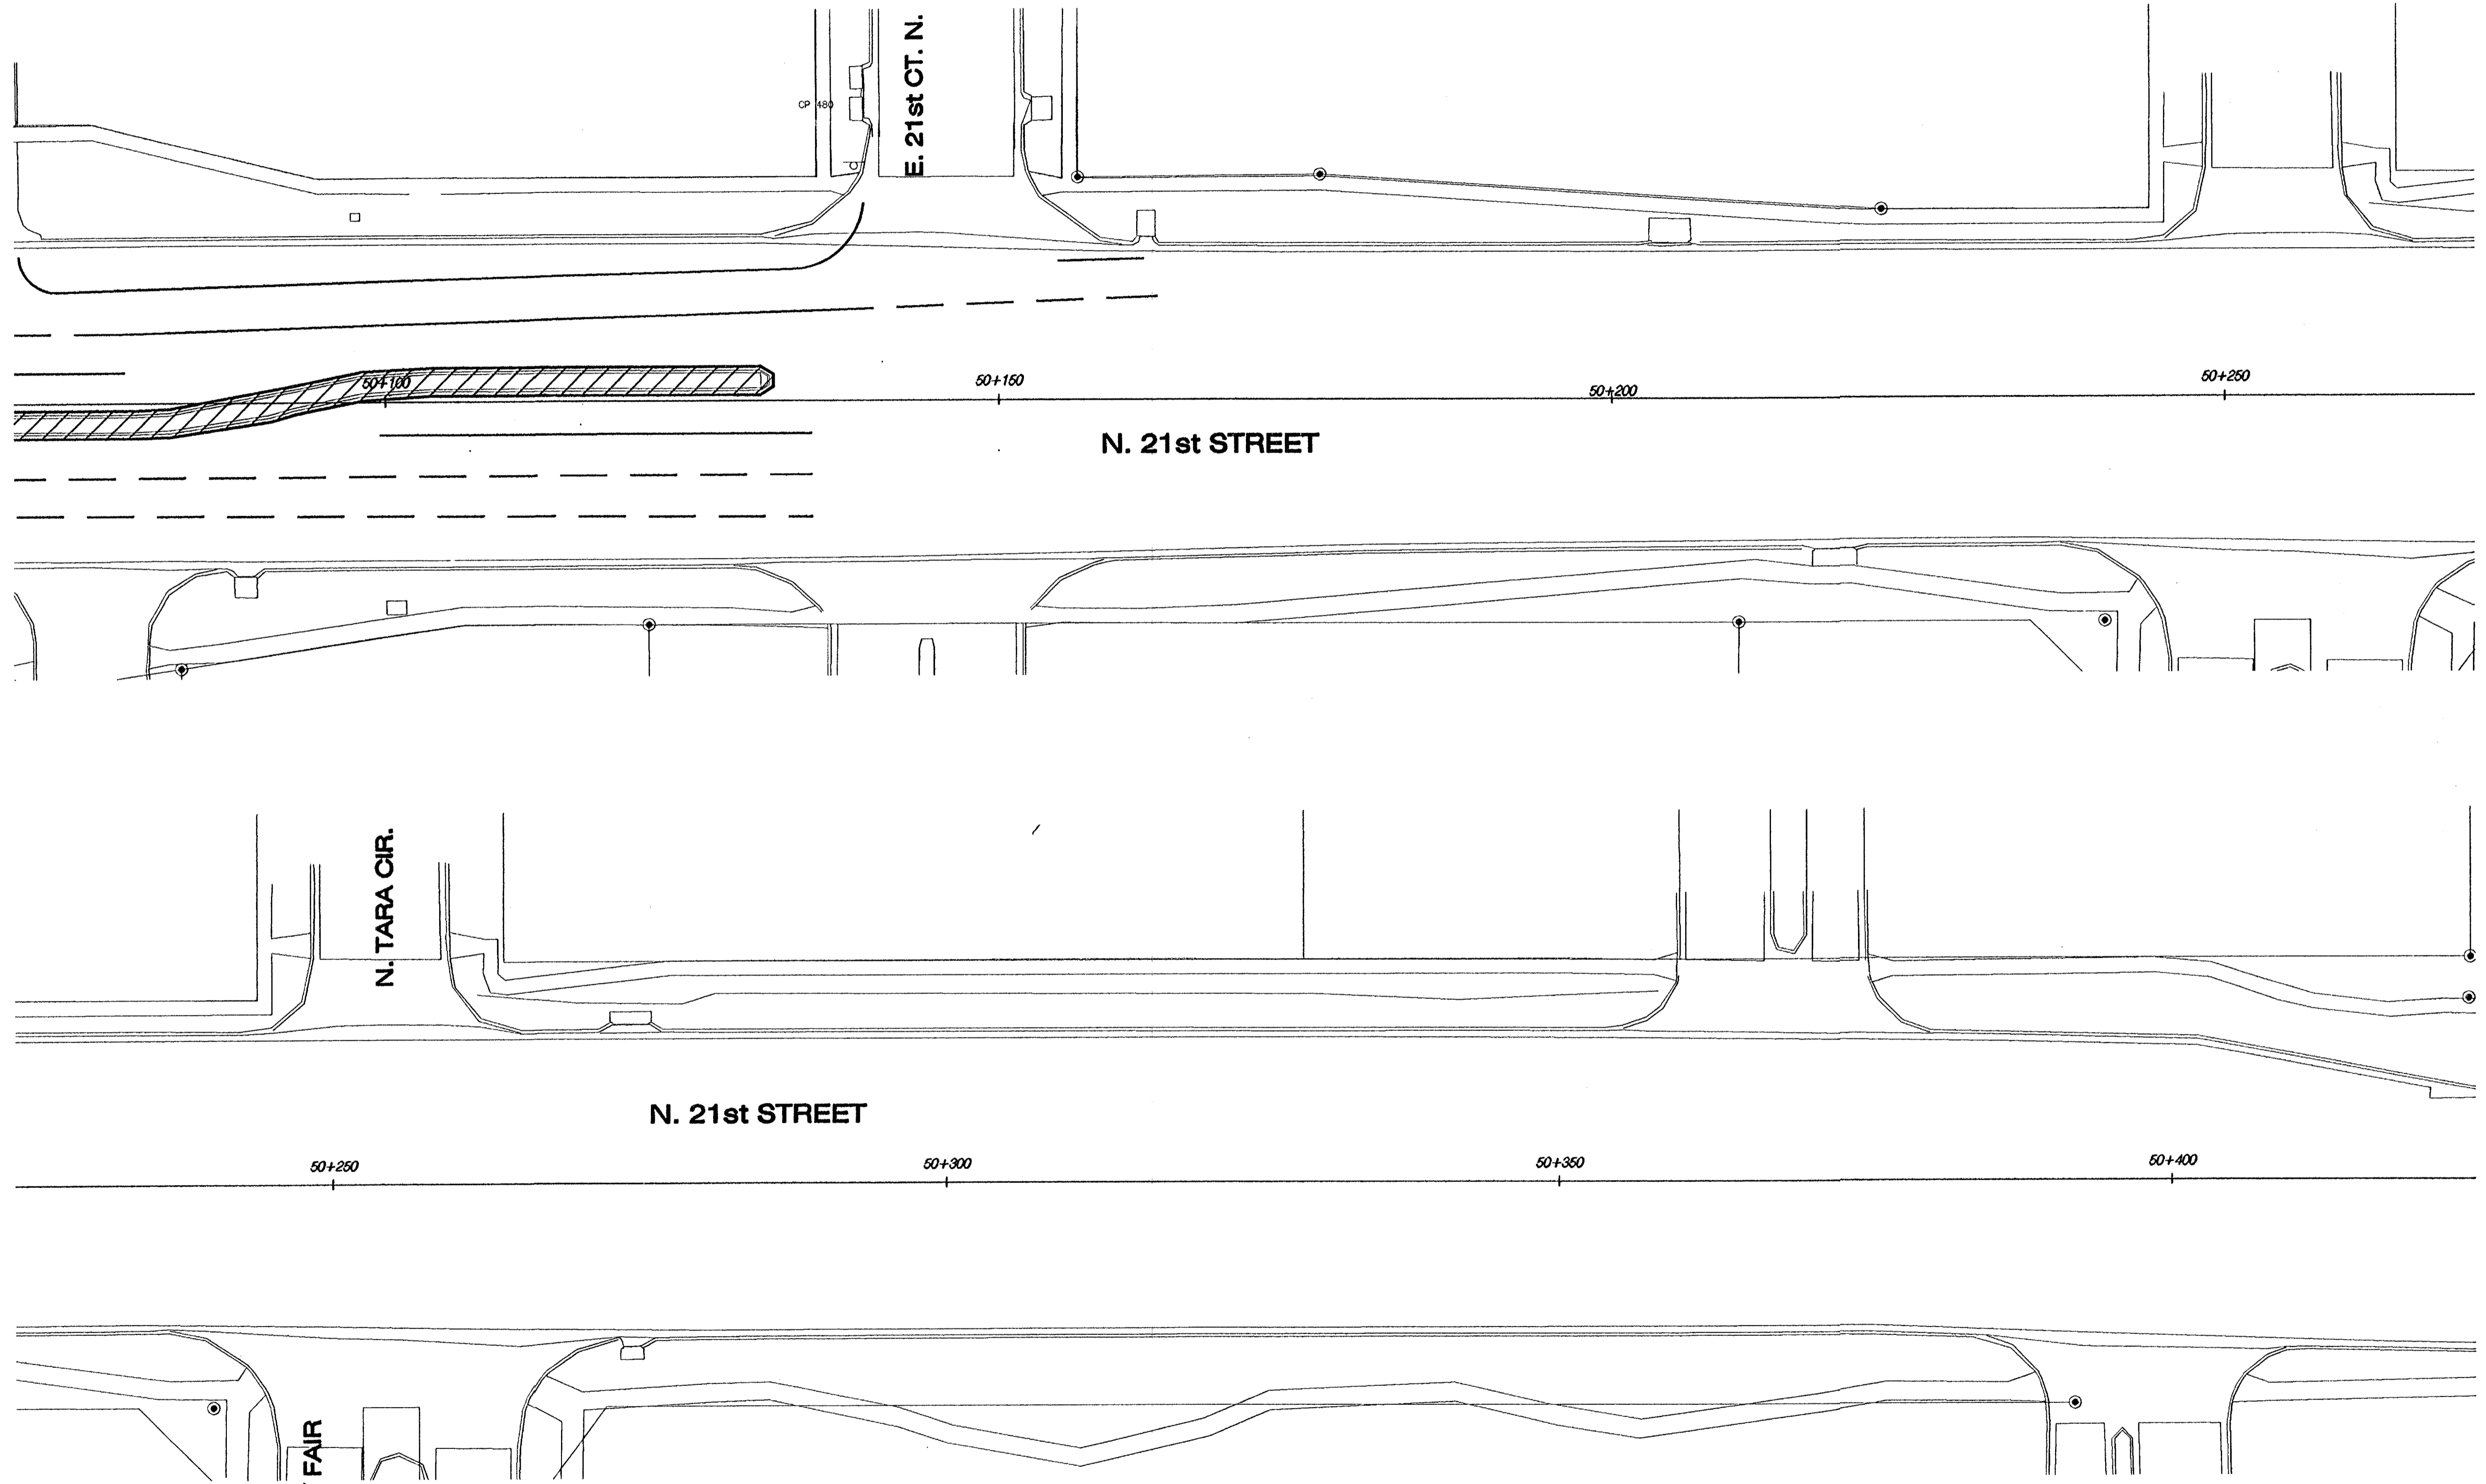 E. 21st CT. N.
CP 480
50+100
50+150
50+200
50+250
N. 21st STREET
N. TARA CIR.
N. 21st STREET
50+250
50+300
50+350
50+400
FAIR